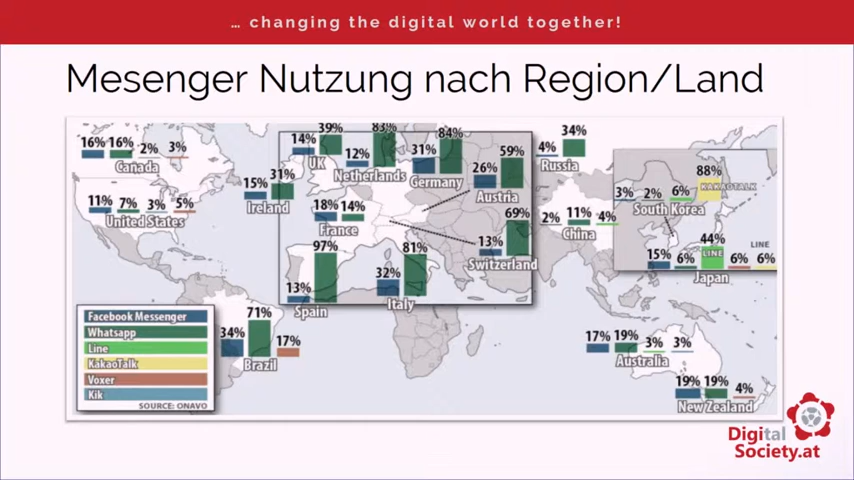 … changing the digital world together!
Mesenger Nutzung nach Region/Land
16% 16% 2% 3%
Canada
11% 7% 3% 5%
United States
15% 31%
Ireland
14% 39%
UK
12% 83%
Netherlands
31% 84%
Germany
26% 59%
Austria
18% 14%
France
13% 69%
Switzerland
13% 97%
Spain
32% 81%
Italy
4% 34%
Russia
2% 11% 4%
China
3% 2% 6% 88%
KAKAOTALK
South Korea
15% 6% 44% 6% 6%
LINE
LINE
Japan
34% 71% 17%
Brazil
17% 19% 3% 3%
Australia
19% 19% 4%
New Zealand
Facebook Messenger
Whatsapp
Line
KakaoTalk
Voxer
Kik
SOURCE: ONAVO
Digital
Society.at